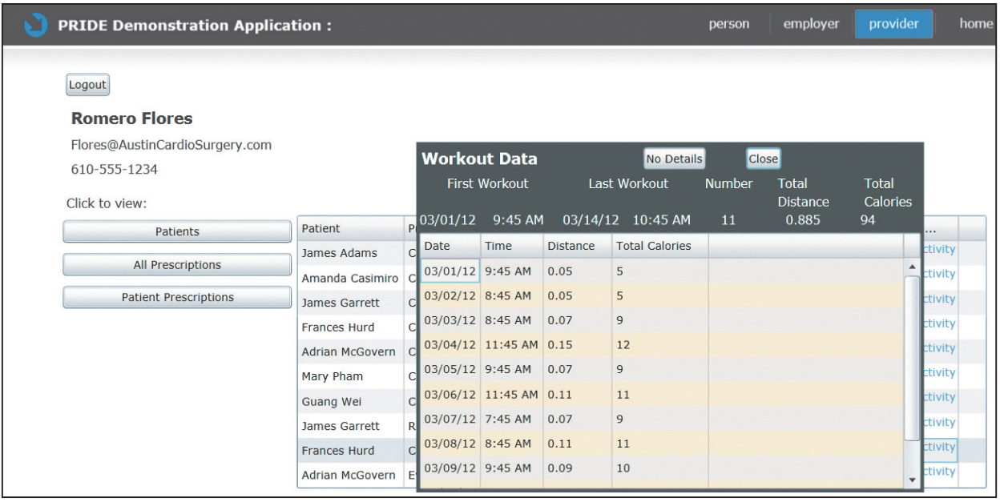 PRIDE Demonstration Application : person employer provider home
Logout
Romero Flores
Flores@AustinCardioSurgery.com
610-555-1234
Click to view:
Patients
All Prescriptions
Patient Prescriptions
Patient
James Adams
Amanda Casimiro
James Garrett
Frances Hurd
Adrian McGovern
Mary Pham
Guang Wei
James Garrett
Frances Hurd
Adrian McGovern
Workout Data No Details Close
First Workout Last Workout Number Total Distance Total Calories
03/01/12 9:45 AM 03/14/12 10:45 AM 11 0.885 94
Date Time Distance Total Calories
03/01/12 9:45 AM 0.05 5
03/02/12 8:45 AM 0.05 5
03/03/12 8:45 AM 0.07 9
03/04/12 11:45 AM 0.15 12
03/05/12 9:45 AM 0.07 9
03/06/12 11:45 AM 0.11 11
03/07/12 7:45 AM 0.07 9
03/08/12 8:45 AM 0.11 11
03/09/12 9:45 AM 0.09 10
...
ctivity
ctivity
ctivity
ctivity
ctivity
ctivity
ctivity
ctivity
ctivity
ctivity